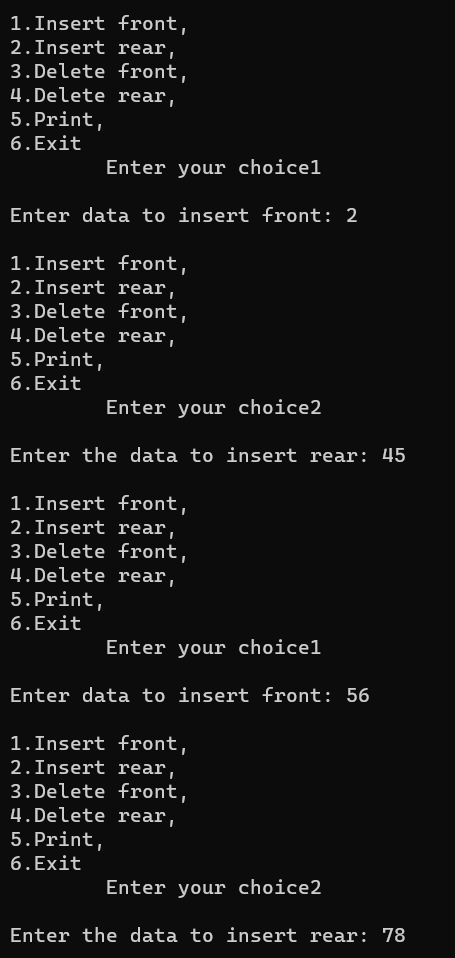 1.Insert front,
2.Insert rear,
3.Delete front,
4.Delete rear,
5.Print,
6.Exit
Enter your choice1
Enter data to insert front: 2
1.Insert front,
2.Insert rear,
3.Delete front,
4.Delete rear,
5.Print,
6.Exit
Enter your choice2
Enter the data to insert rear: 45
1.Insert front,
2.Insert rear,
3.Delete front,
4.Delete rear,
5.Print,
6.Exit
Enter your choice1
Enter data to insert front: 56
1.Insert front,
2.Insert rear,
3.Delete front,
4.Delete rear,
5.Print,
6.Exit
Enter your choice2
Enter the data to insert rear: 78